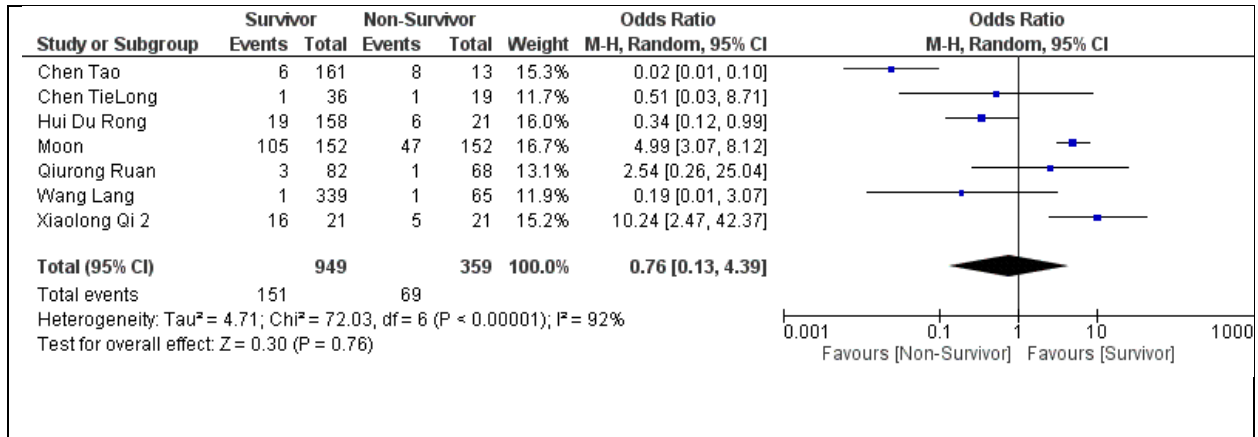 Survivor Non-Survivor Odds Ratio Odds Ratio
Study or Subgroup Events Total Events Total Weight M-H, Random, 95% CI M-H, Random, 95% CI
Chen Tao 6 161 8 13 15.3% 0.02 [0.01, 0.10]
Chen TieLong 1 36 1 19 11.7% 0.51 [0.03, 8.71]
Hui Du Rong 19 158 6 21 16.0% 0.34 [0.12, 0.99]
Moon 105 152 47 152 16.7% 4.99 [3.07, 8.12]
Qiurong Ruan 3 82 1 68 13.1% 2.54 [0.26, 25.04]
Wang Lang 1 339 1 65 11.9% 0.19 [0.01, 3.07]
Xiaolong Qi 2 16 21 5 21 15.2% 10.24 [2.47, 42.37]
Total (95% CI) 949 359 100.0% 0.76 [0.13, 4.39]
Total events 151 69
Heterogeneity: Tau² = 4.71; Chi² = 72.03, df = 6 (P < 0.00001); I² = 92%
Test for overall effect: Z = 0.30 (P = 0.76)
0.001 0.1 1 10 1000
Favours [Non-Survivor] Favours [Survivor]